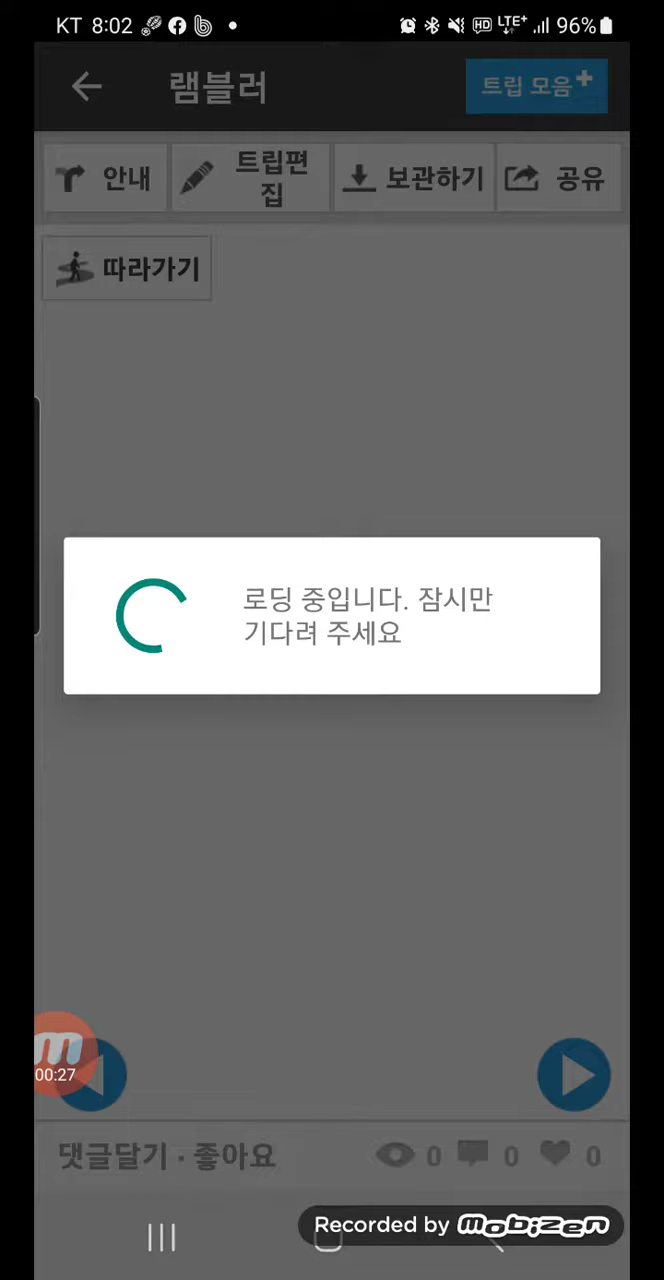 KT 8:02 LTE+ 96%
램블러 트립 모음+
안내 트립편집 보관하기 공유
따라가기
로딩 중입니다. 잠시만
기다려 주세요
00:27
댓글달기 · 좋아요 0 0 0
Recorded by mobizen